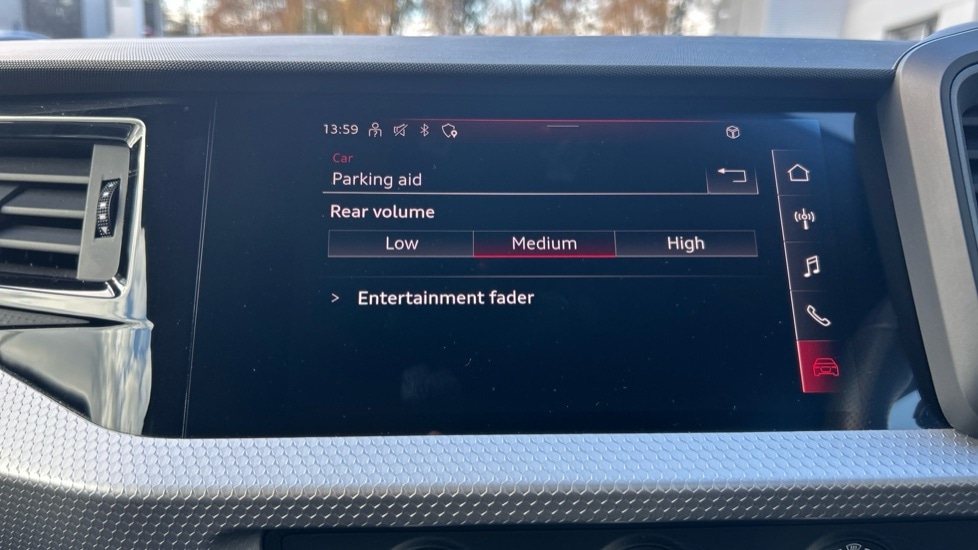 13:59
Car
Parking aid
Rear volume
Low Medium High
> Entertainment fader